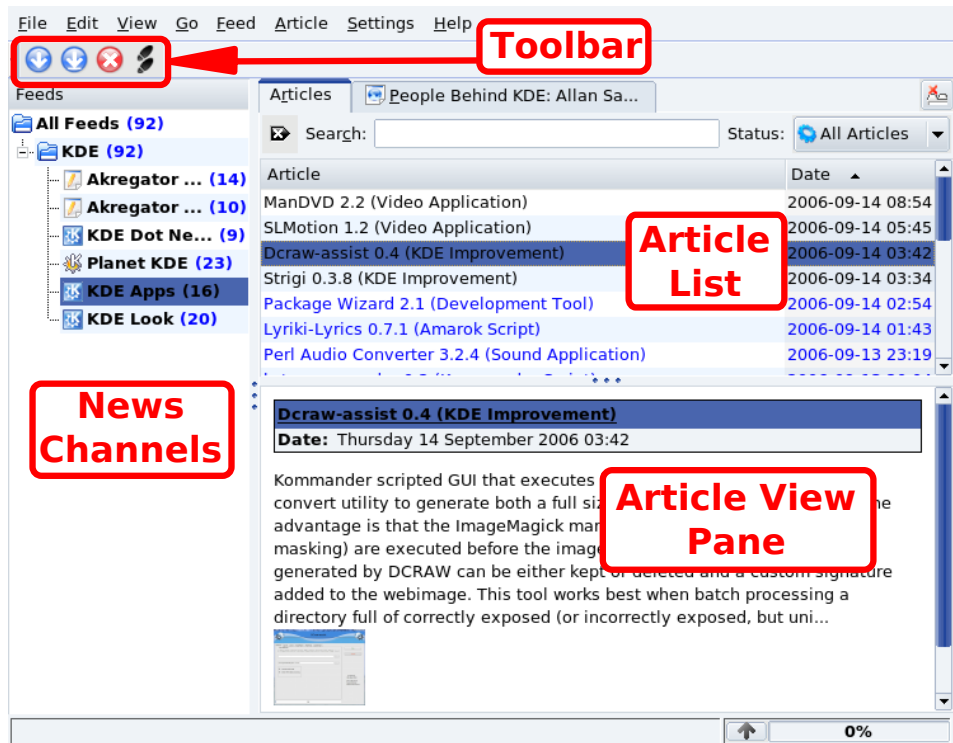 File Edit View Go Feed Article Settings Help
Toolbar
Feeds
Articles
People Behind KDE: Allan Sa...
All Feeds (92)
KDE (92)
Akregator ... (14)
Akregator ... (10)
KDE Dot Ne... (9)
Planet KDE (23)
KDE Apps (16)
KDE Look (20)
News
Channels
Search:
Status: All Articles
Article Date
ManDVD 2.2 (Video Application) 2006-09-14 08:54
SLMotion 1.2 (Video Application) 2006-09-14 05:45
Dcraw-assist 0.4 (KDE Improvement) 2006-09-14 03:42
Strigi 0.3.8 (KDE Improvement) 2006-09-14 03:34
Package Wizard 2.1 (Development Tool) 2006-09-14 02:54
Lyriki-Lyrics 0.7.1 (Amarok Script) 2006-09-14 01:43
Perl Audio Converter 3.2.4 (Sound Application) 2006-09-13 23:19
Article
List
Dcraw-assist 0.4 (KDE Improvement)
Date: Thursday 14 September 2006 03:42
Kommander scripted GUI that executes
convert utility to generate both a full
advantage is that the ImageMagick
masking) are executed before the
generated by DCRAW can be either kept or deleted and a custom signature
added to the webimage. This tool works best when batch processing a
directory full of correctly exposed (or incorrectly exposed, but uni...
Article View
Pane
0%